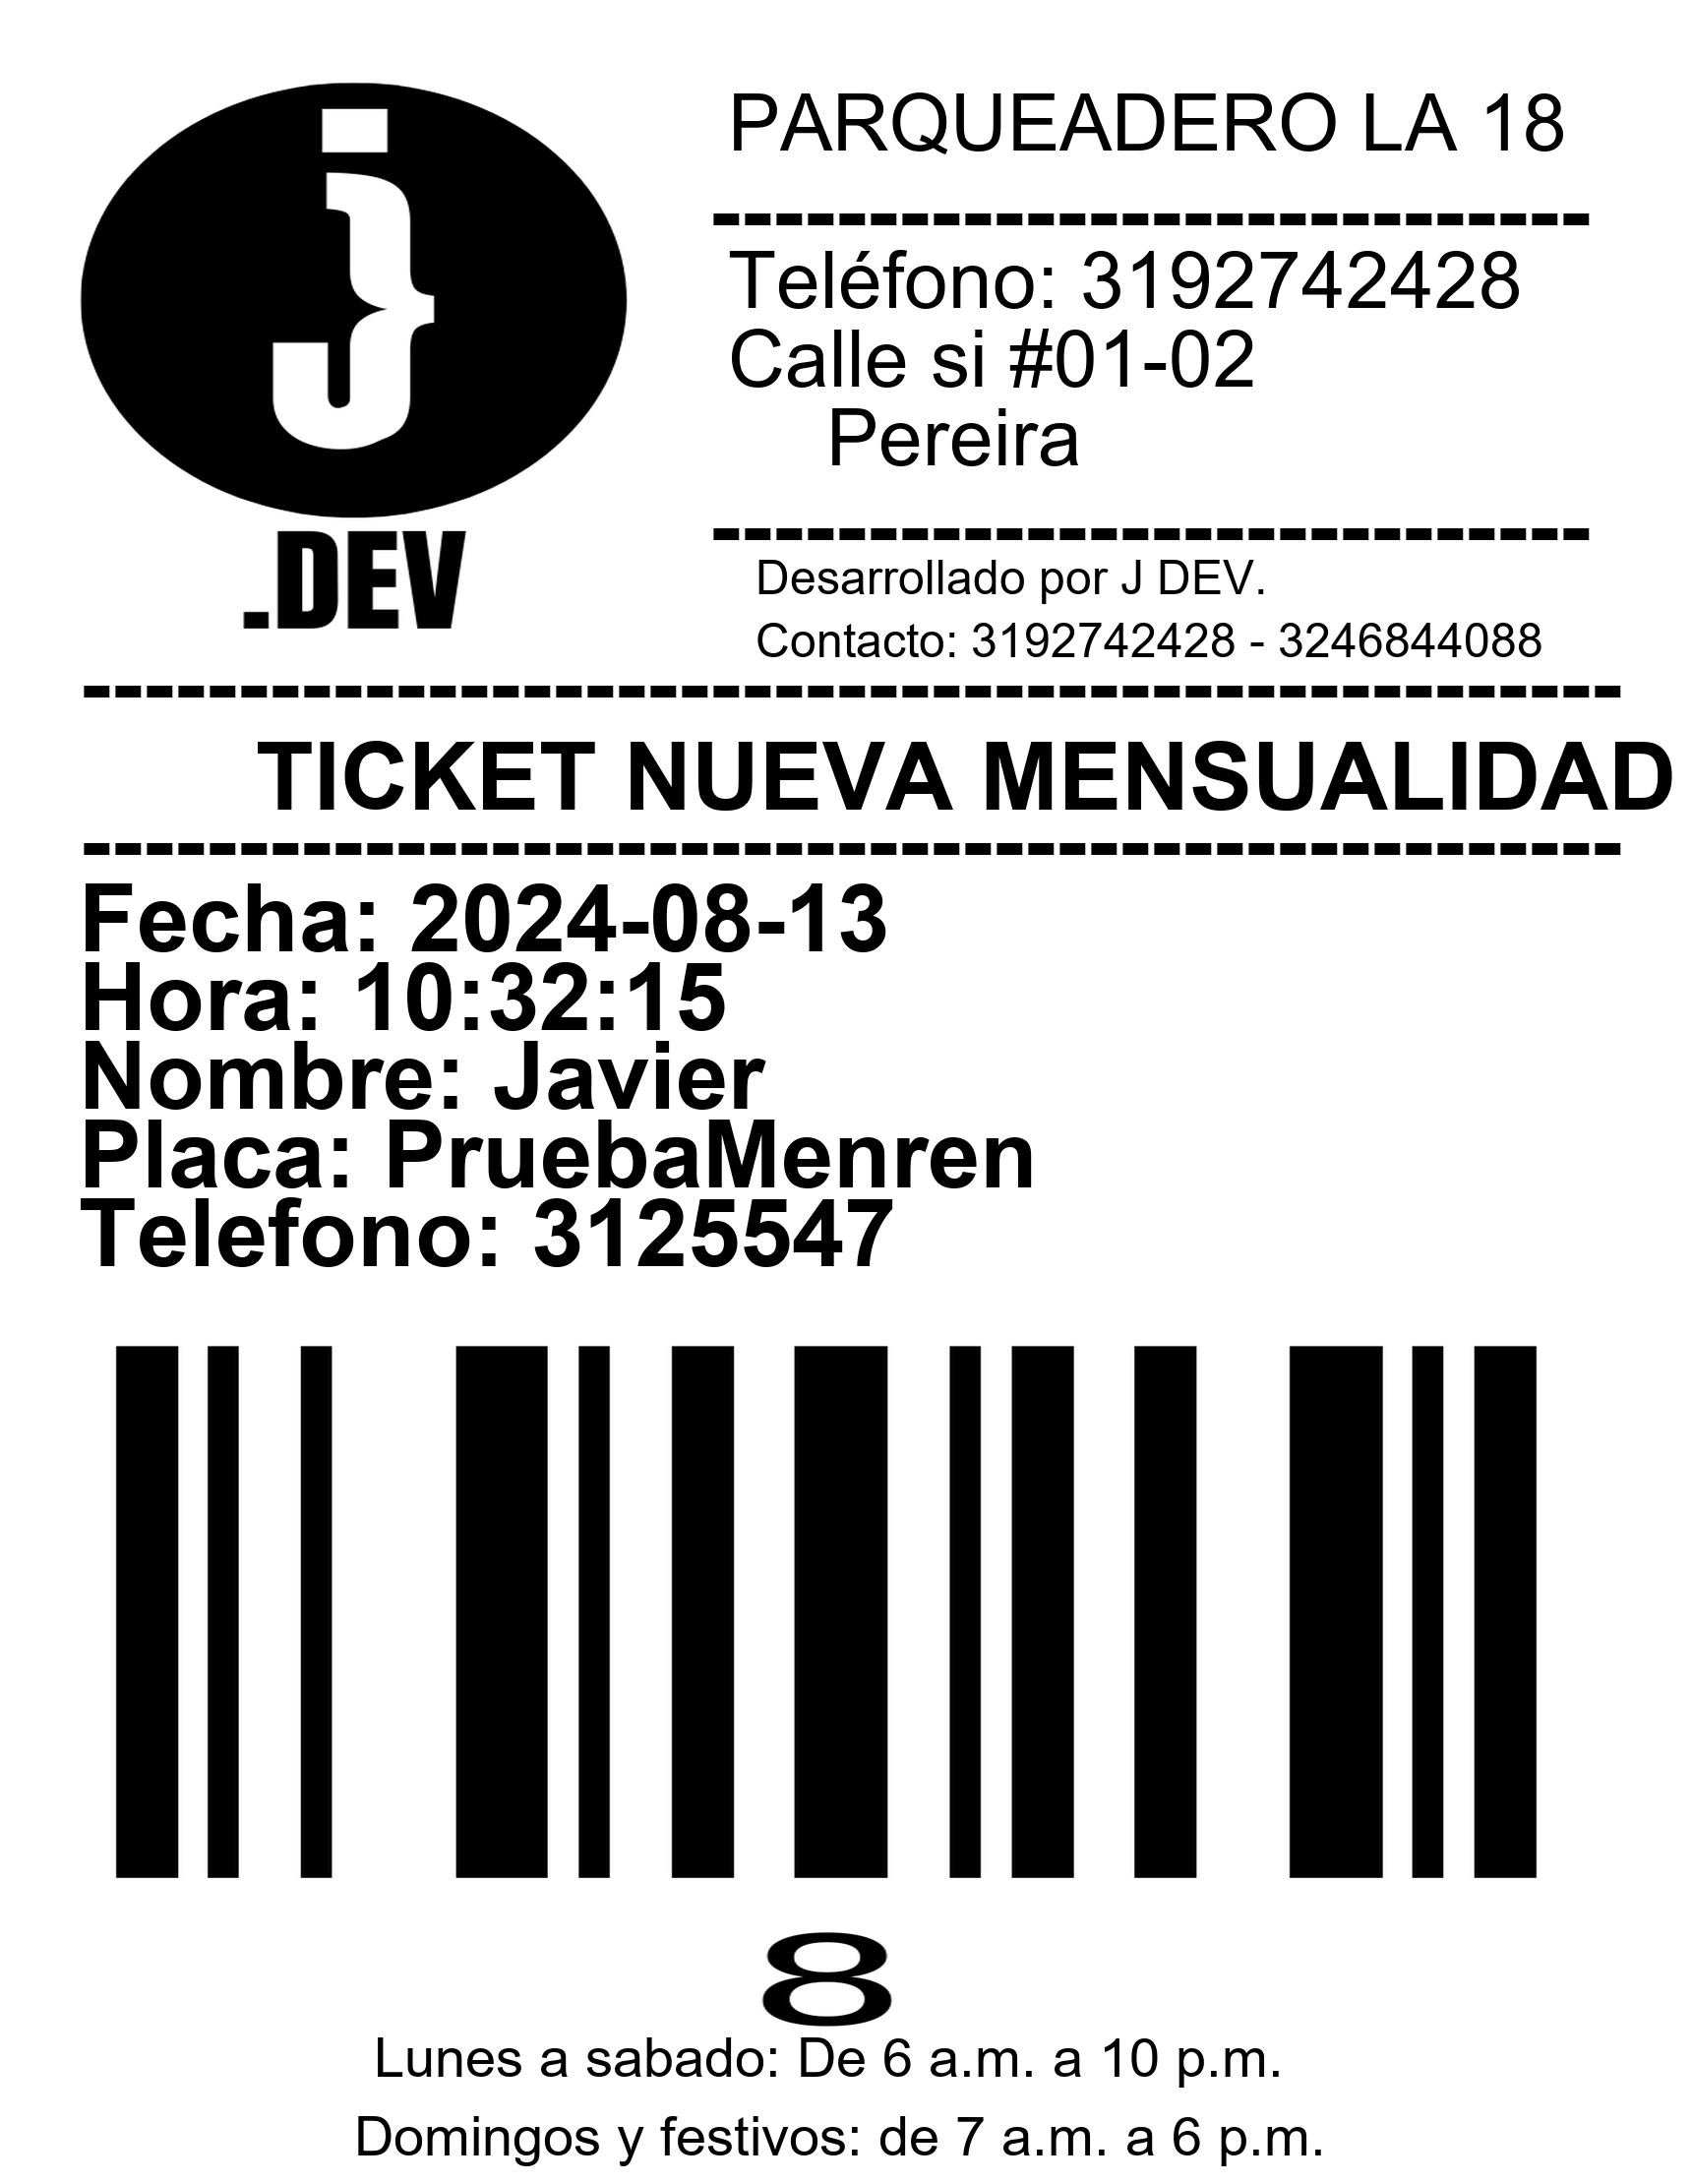 j
.DEV
PARQUEADERO LA 18
----------------------------
Teléfono: 3192742428
Calle si #01-02
Pereira
----------------------------
Desarrollado por J DEV.
Contacto: 3192742428 - 3246844088
-------------------------------------------------
TICKET NUEVA MENSUALIDAD
-------------------------------------------------
Fecha: 2024-08-13
Hora: 10:32:15
Nombre: Javier
Placa: PruebaMenren
Telefono: 3125547
8
Lunes a sabado: De 6 a.m. a 10 p.m.
Domingos y festivos: de 7 a.m. a 6 p.m.